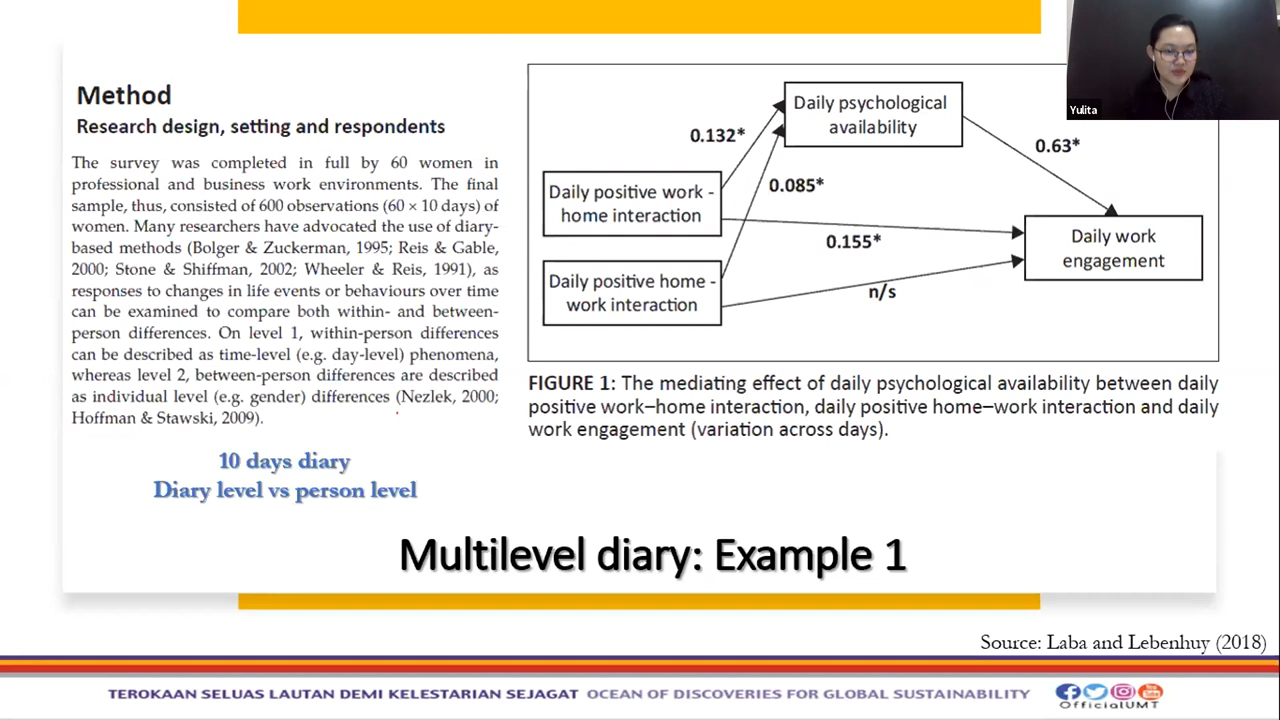 Method
Research design, setting and respondents
The survey was completed in full by 60 women in
professional and business work environments. The final
sample, thus, consisted of 600 observations (60 × 10 days) of
women. Many researchers have advocated the use of diary-
based methods (Bolger & Zuckerman, 1995; Reis & Gable,
2000; Stone & Shiffman, 2002; Wheeler & Reis, 1991), as
responses to changes in life events or behaviours over time
can be examined to compare both within- and between-
person differences. On level 1, within-person differences
can be described as time-level (e.g. day-level) phenomena,
whereas level 2, between-person differences are described
as individual level (e.g. gender) differences (Nezlek, 2000;
Hoffman & Stawski, 2009).
10 days diary
Diary level vs person level
Daily psychological
availability
0.132*
0.63*
Daily positive work -
home interaction
0.085*
0.155*
Daily work
engagement
Daily positive home -
work interaction
n/s
FIGURE 1: The mediating effect of daily psychological availability between daily
positive work–home interaction, daily positive home–work interaction and daily
work engagement (variation across days).
Yulita
Multilevel diary: Example 1
Source: Laba and Lebenhuy (2018)
TEROKAAN SELUAS LAUTAN DEMI KELESTARIAN SEJAGAT OCEAN OF DISCOVERIES FOR GLOBAL SUSTAINABILITY
OfficialUMT